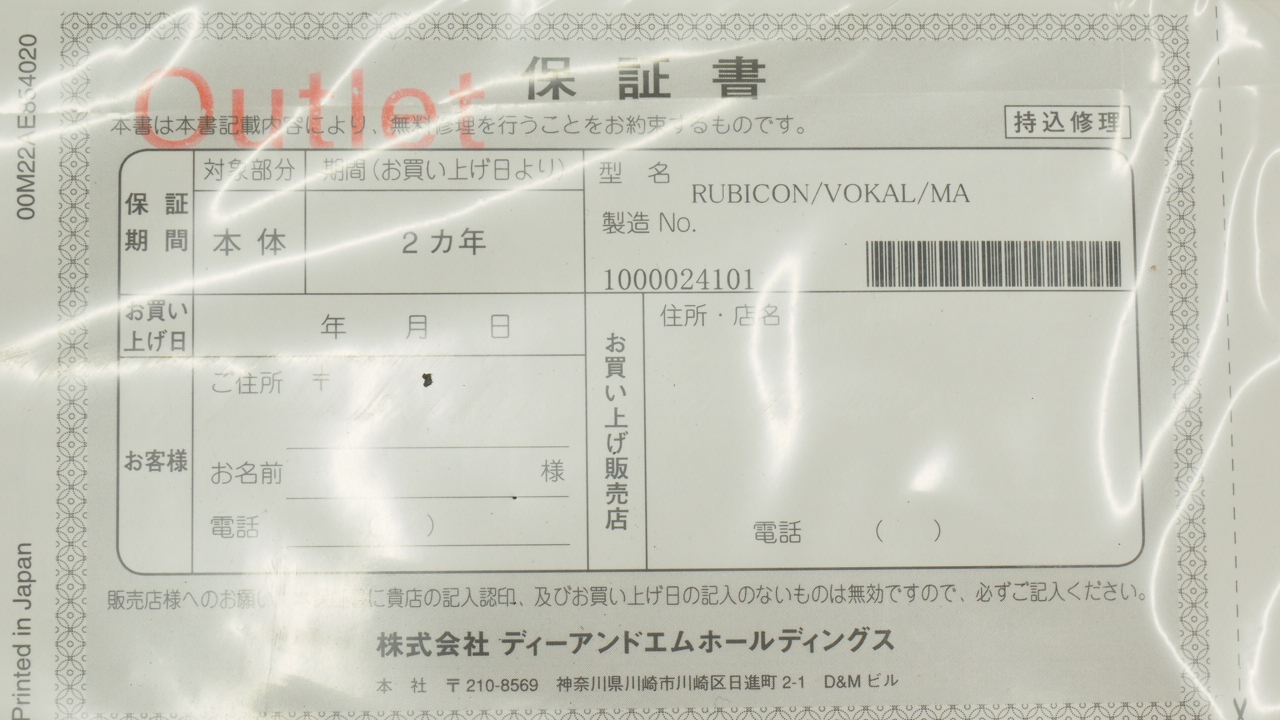 Outlet
保証書
本書は本書記載内容により、無料修理を行うことをお約束するものです。
持込修理
保証期間
対象部分
期間(お買い上げ日より)
本体
2カ年
型 名
RUBICON/VOKAL/MA
製造 No.
1000024101
お買い上げ日
年 月 日
お客様
ご住所 〒
お名前 様
電話 )
お買い上げ販売店
住所・店名
電話 ( )
販売店様へのお願い に貴店の記入認印、及びお買い上げ日の記入のないものは無効ですので、必ずご記入ください。
株式会社 ディーアンドエムホールディングス
本 社 〒210-8569 神奈川県川崎市川崎区日進町 2-1 D&M ビル
Printed in Japan